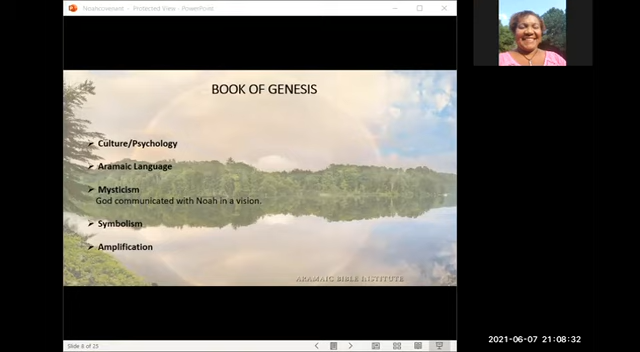 Noahcovenant - Protected View - PowerPoint
BOOK OF GENESIS
Culture/Psychology
Aramaic Language
Mysticism
God communicated with Noah in a vision.
Symbolism
Amplification
ARAMAIC BIBLE INSTITUTE
Slide 8 of 23
2021-06-07 21:08:32